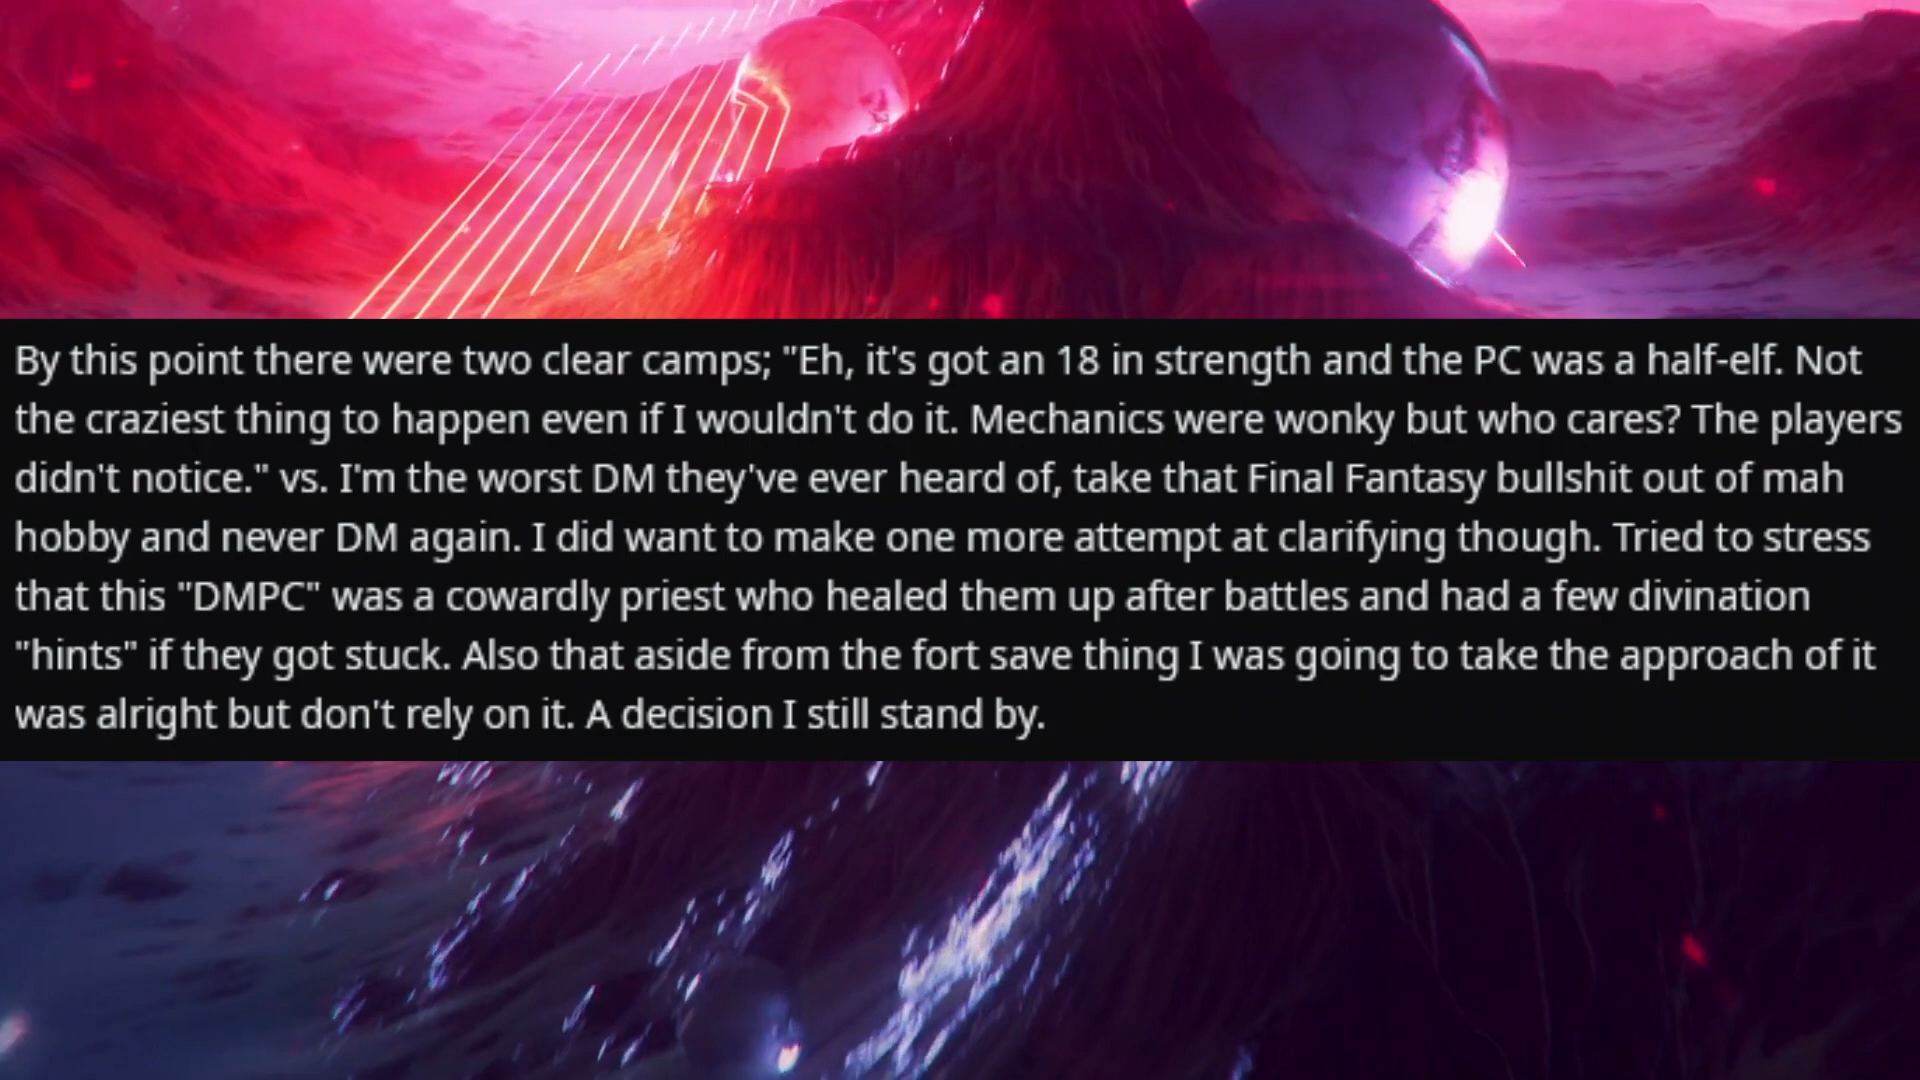 By this point there were two clear camps; "Eh, it's got an 18 in strength and the PC was a half-elf. Not
the craziest thing to happen even if I wouldn't do it. Mechanics were wonky but who cares? The players
didn't notice." vs. I'm the worst DM they've ever heard of, take that Final Fantasy bullshit out of mah
hobby and never DM again. I did want to make one more attempt at clarifying though. Tried to stress
that this "DMPC" was a cowardly priest who healed them up after battles and had a few divination
"hints" if they got stuck. Also that aside from the fort save thing I was going to take the approach of it
was alright but don't rely on it. A decision I still stand by.